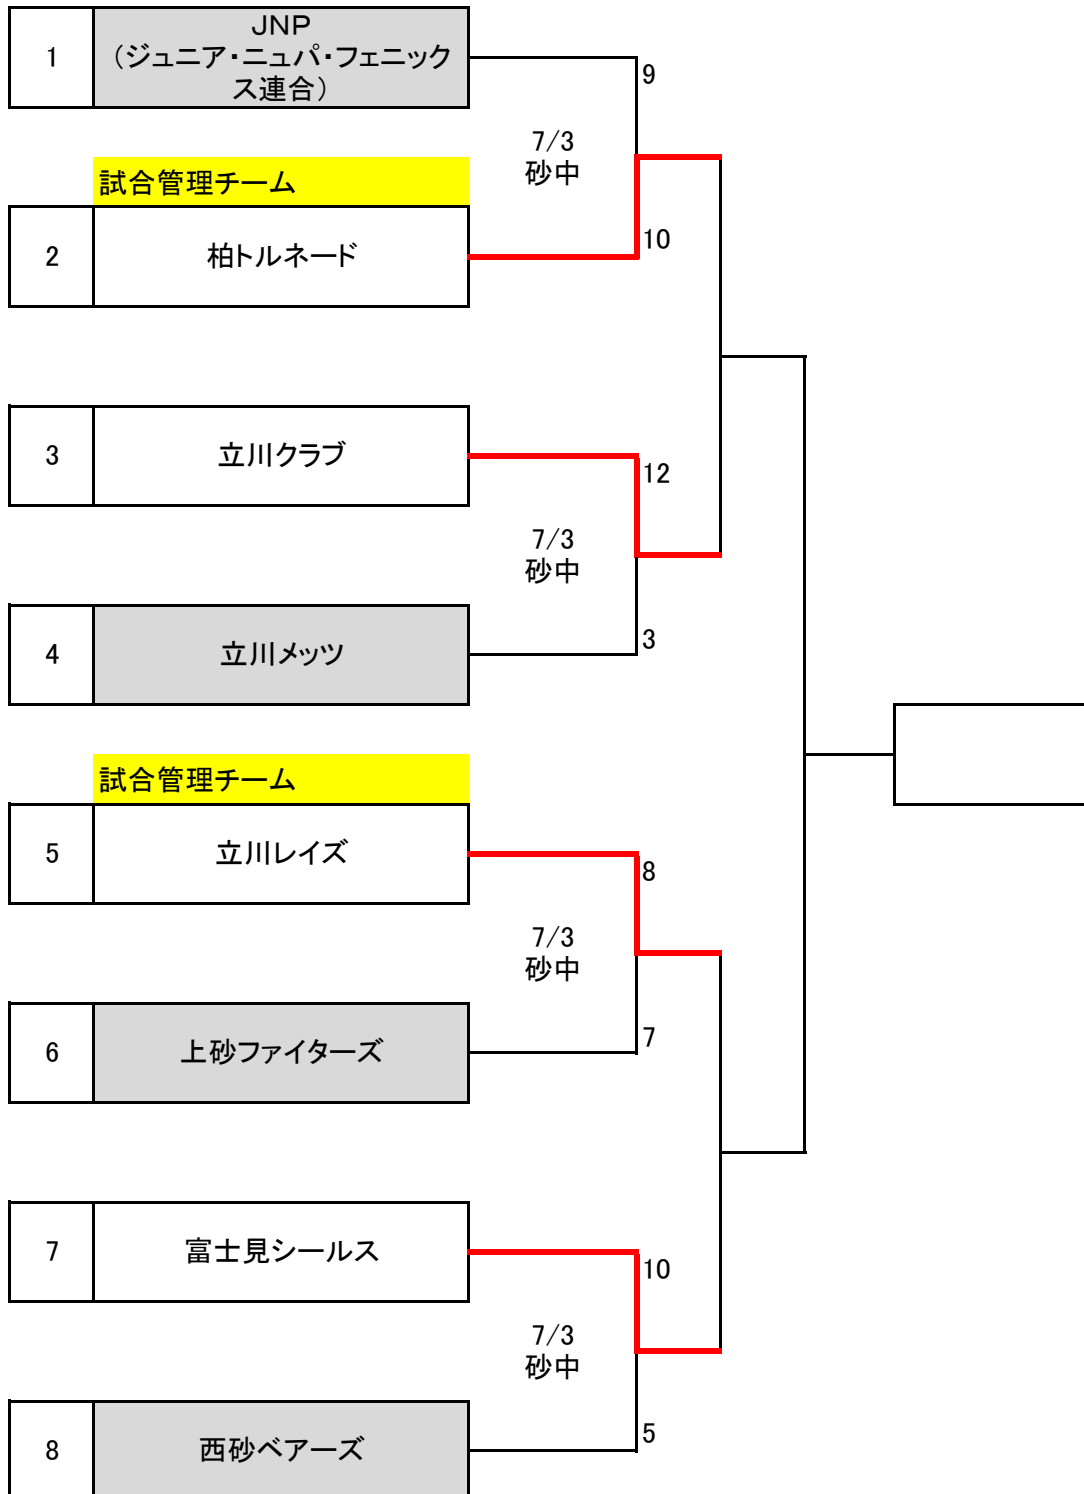 1
JNP
（ジュニア・ニュパ・フェニック
ス連合）
9
7/3
砂中
試合管理チーム
2
柏トルネード
10
3
立川クラブ
12
7/3
砂中
4
立川メッツ
3
試合管理チーム
5
立川レイズ
8
7/3
砂中
6
上砂ファイターズ
7
7
富士見シールス
10
7/3
砂中
8
西砂ベアーズ
5